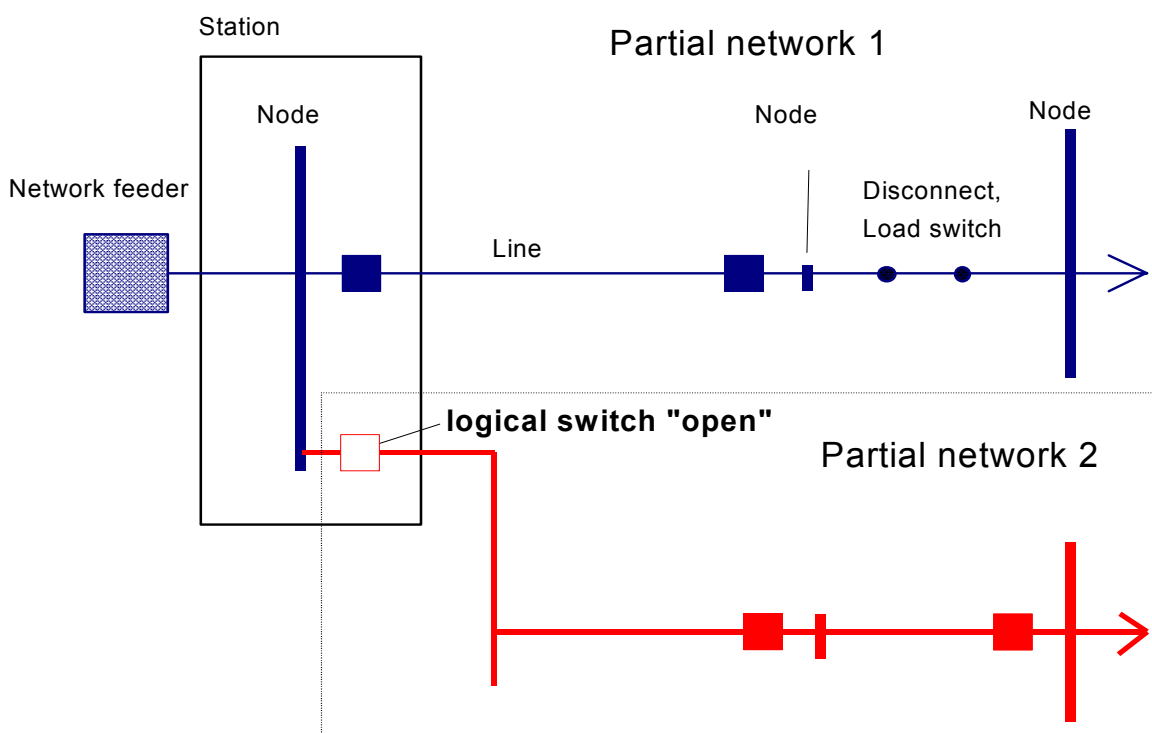 Station
Partial network 1
Node
Node
Node
Network feeder
Disconnect,
Load switch
Line
logical switch "open"
Partial network 2